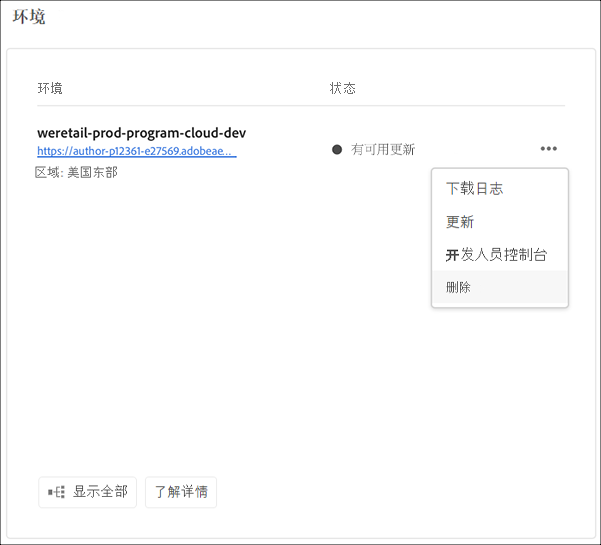 环境
环境 状态
weretail-prod-program-cloud-dev
https://author-p12361-e27569.adobeae...
有可用更新
区域: 美国东部
下载日志
更新
开发人员控制台
删除
显示全部 了解详情